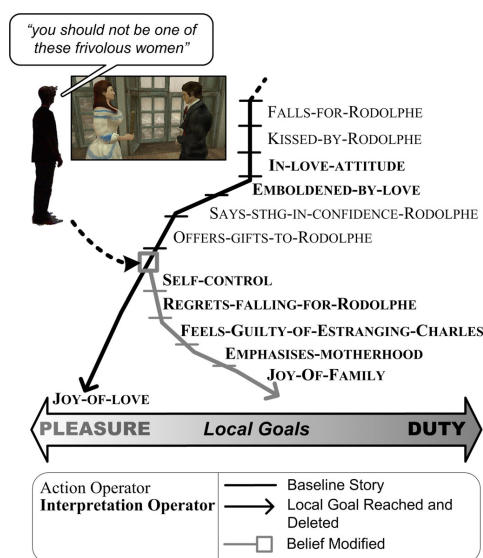 “you should not be one of
these frivolous women”
FALLS-FOR-RODOLPHE
KISSED-BY-RODOLPHE
IN-LOVE-ATTITUDE
EMBOLDENED-BY-LOVE
SAYS-STHG-IN-CONFIDENCE-RODOLPHE
OFFERS-GIFTS-TO-RODOLPHE
SELF-CONTROL
REGRETS-FALLING-FOR-RODOLPHE
FEELS-GUILTY-OF-ESTRANGING-CHARLES
EMPHASISES-MOTHERHOOD
JOY-OF-FAMILY
JOY-OF-LOVE
PLEASURE Local Goals DUTY
Action Operator
Interpretation Operator
Baseline Story
Local Goal Reached and
Deleted
Belief Modified